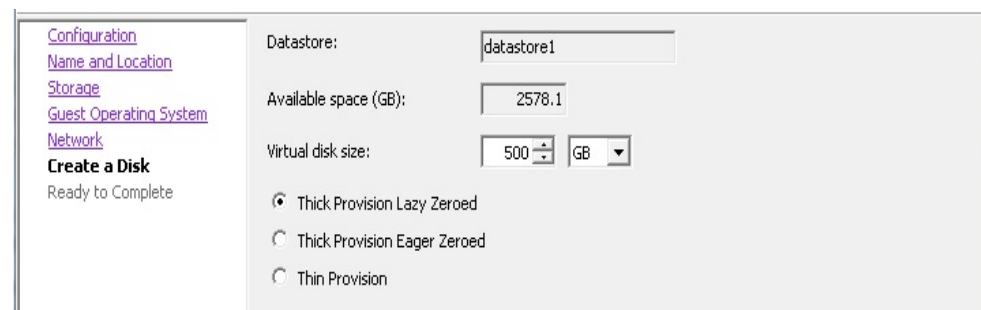 Configuration
Name and Location
Storage
Guest Operating System
Network
Create a Disk
Ready to Complete
Datastore: datastore1
Available space (GB): 2578.1
Virtual disk size: 500 GB
Thick Provision Lazy Zeroed
Thick Provision Eager Zeroed
Thin Provision